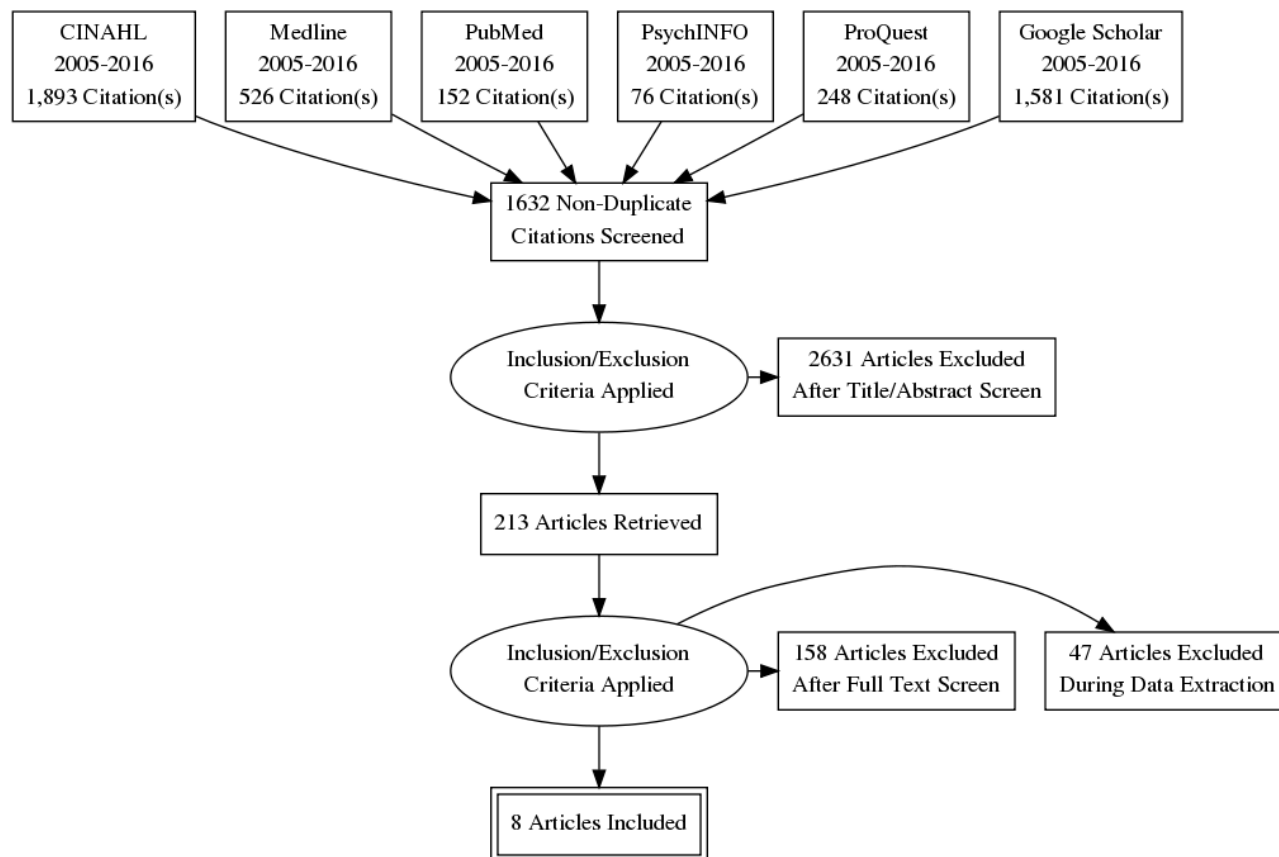 CINAHL
2005-2016
1,893 Citation(s)
Medline
2005-2016
526 Citation(s)
PubMed
2005-2016
152 Citation(s)
PsychINFO
2005-2016
76 Citation(s)
ProQuest
2005-2016
248 Citation(s)
Google Scholar
2005-2016
1,581 Citation(s)
1632 Non-Duplicate
Citations Screened
Inclusion/Exclusion
Criteria Applied
2631 Articles Excluded
After Title/Abstract Screen
213 Articles Retrieved
Inclusion/Exclusion
Criteria Applied
158 Articles Excluded
After Full Text Screen
47 Articles Excluded
During Data Extraction
8 Articles Included